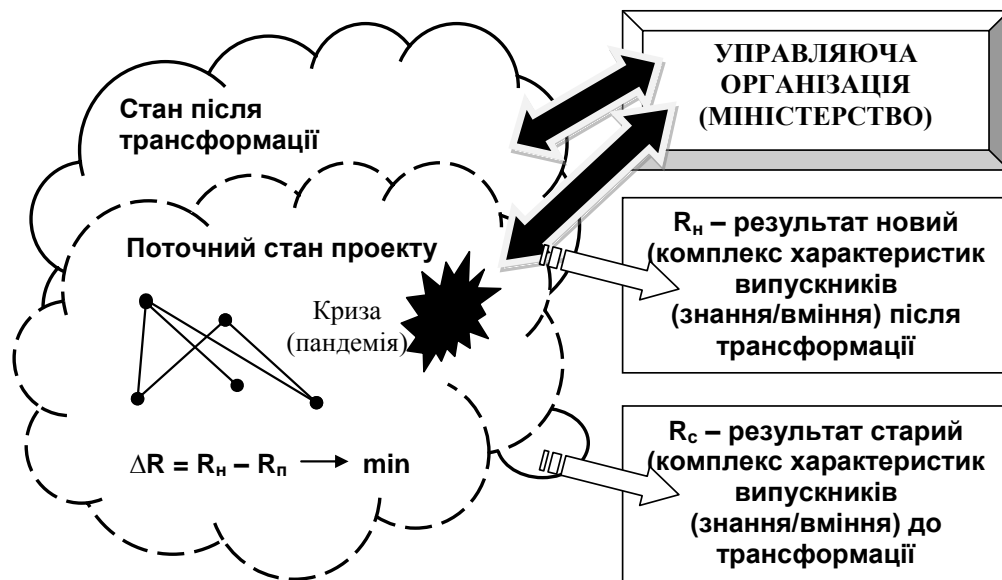 Стан після
трансформації
Поточний стан проекту
Криза
(пандемія)
ΔR = Rн – Rп → min
УПРАВЛЯЮЧА
ОРГАНІЗАЦІЯ
(МІНІСТЕРСТВО)
Rн – результат новий
(комплекс характеристик
випускників
(знання/вміння) після
трансформації
Rс – результат старий
(комплекс характеристик
випускників
(знання/вміння) до
трансформації